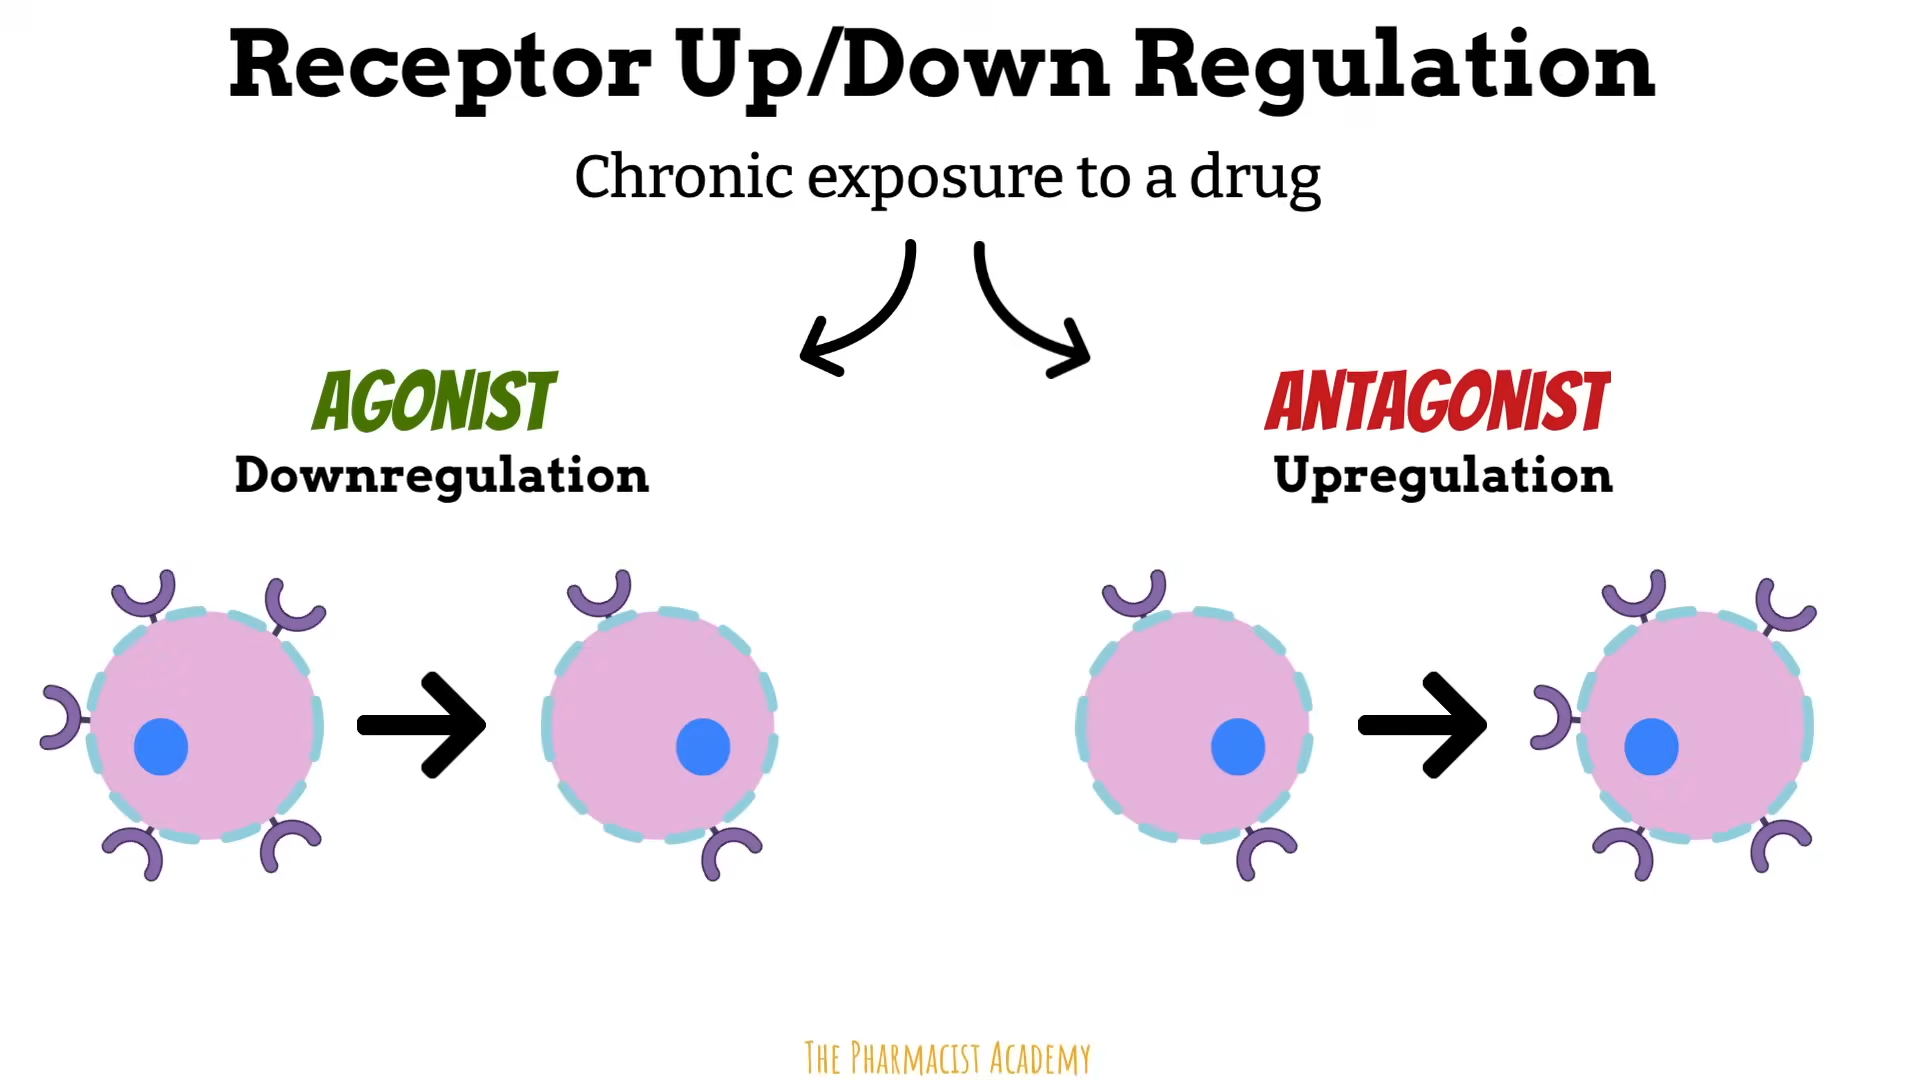 Receptor Up/Down Regulation
Chronic exposure to a drug
AGONIST
Downregulation
ANTAGONIST
Upregulation
The Pharmacist Academy